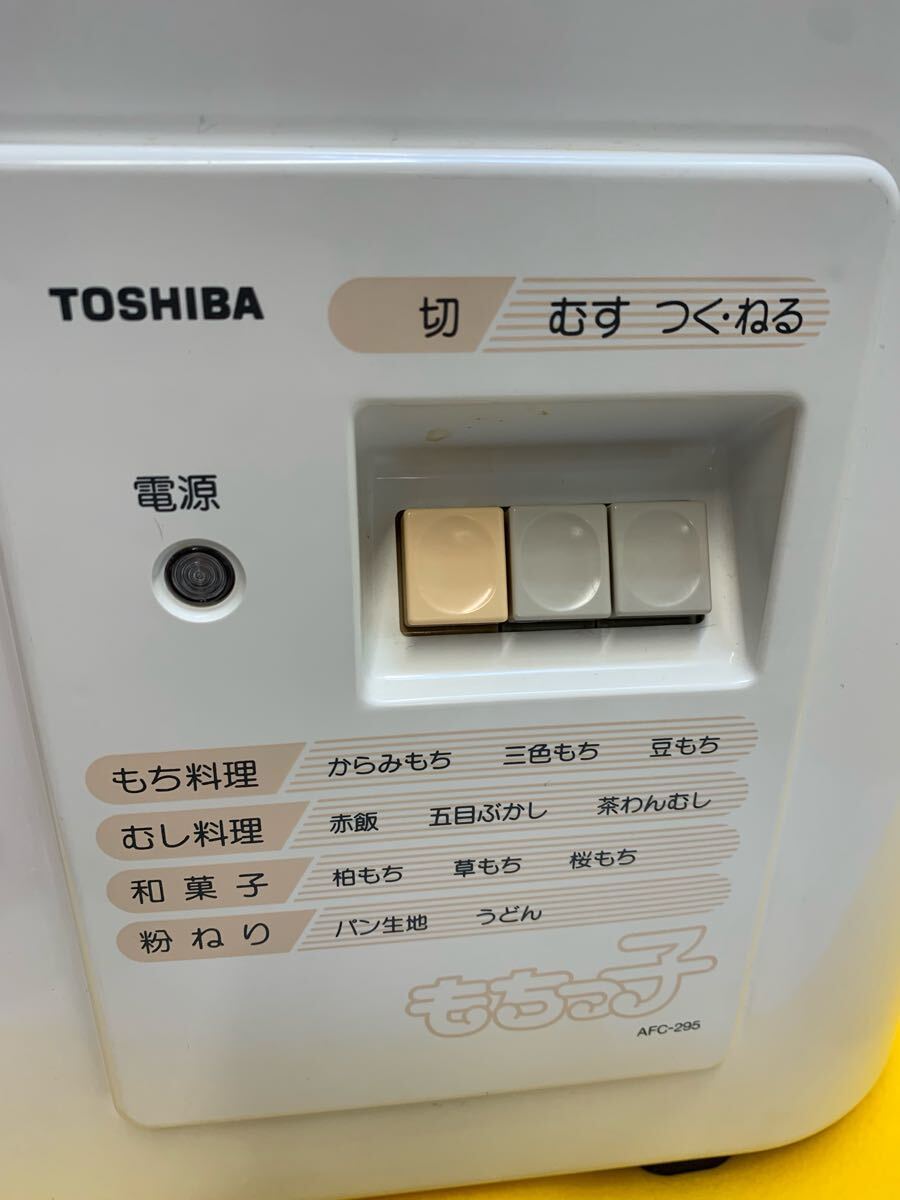 TOSHIBA
切 むす つく・ねる
電源
もち料理 からみもち 三色もち 豆もち
むし料理 赤飯 五目ぶかし 茶わんむし
和菓子 柏もち 草もち 桜もち
粉ねり パン生地 うどん
もちっ子
AFC-295